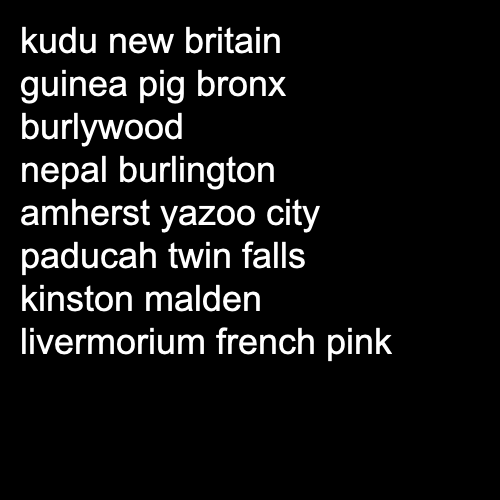 kudu new britain
guinea pig bronx
burlywood
nepal burlington
amherst yazoo city
paducah twin falls
kinston malden
livermorium french pink